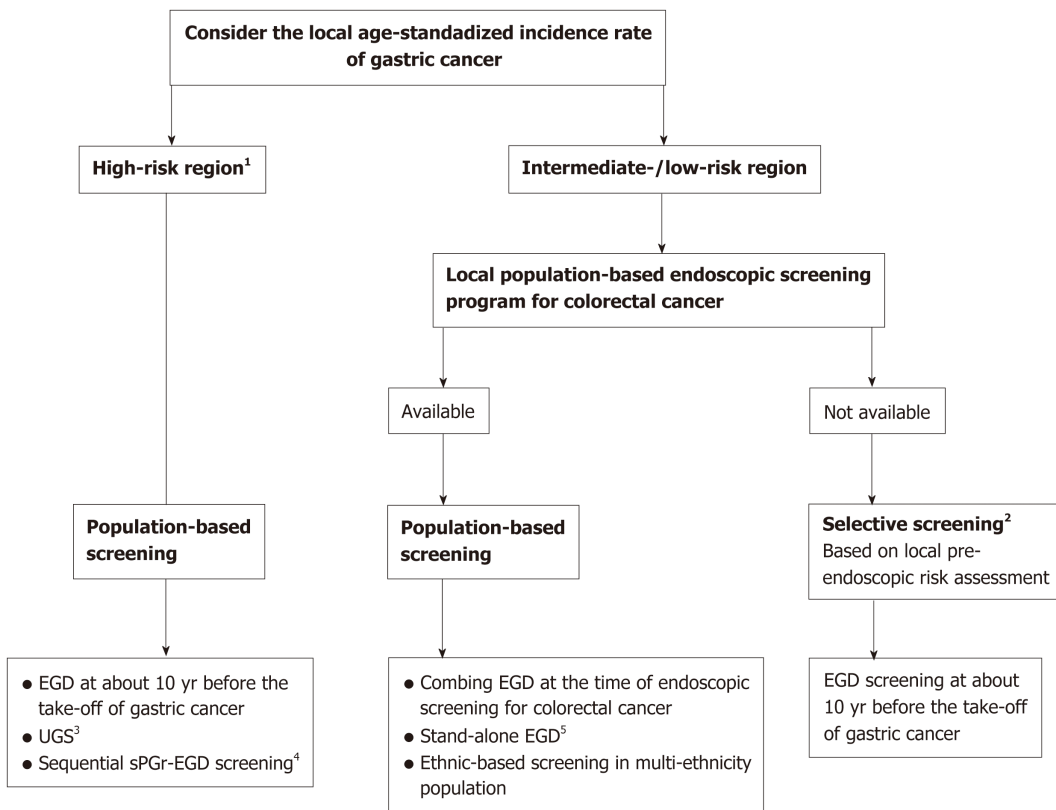 Consider the local age-standadized incidence rate
of gastric cancer
High-risk region¹
Intermediate-/low-risk region
Local population-based endoscopic screening
program for colorectal cancer
Available
Not available
Population-based
screening
Population-based
screening
Selective screening²
Based on local pre-
endoscopic risk assessment
● EGD at about 10 yr before the
take-off of gastric cancer
● UGS³
● Sequential sPGr-EGD screening⁴
● Combing EGD at the time of endoscopic
screening for colorectal cancer
● Stand-alone EGD⁵
● Ethnic-based screening in multi-ethnicity
population
EGD screening at about
10 yr before the take-off
of gastric cancer